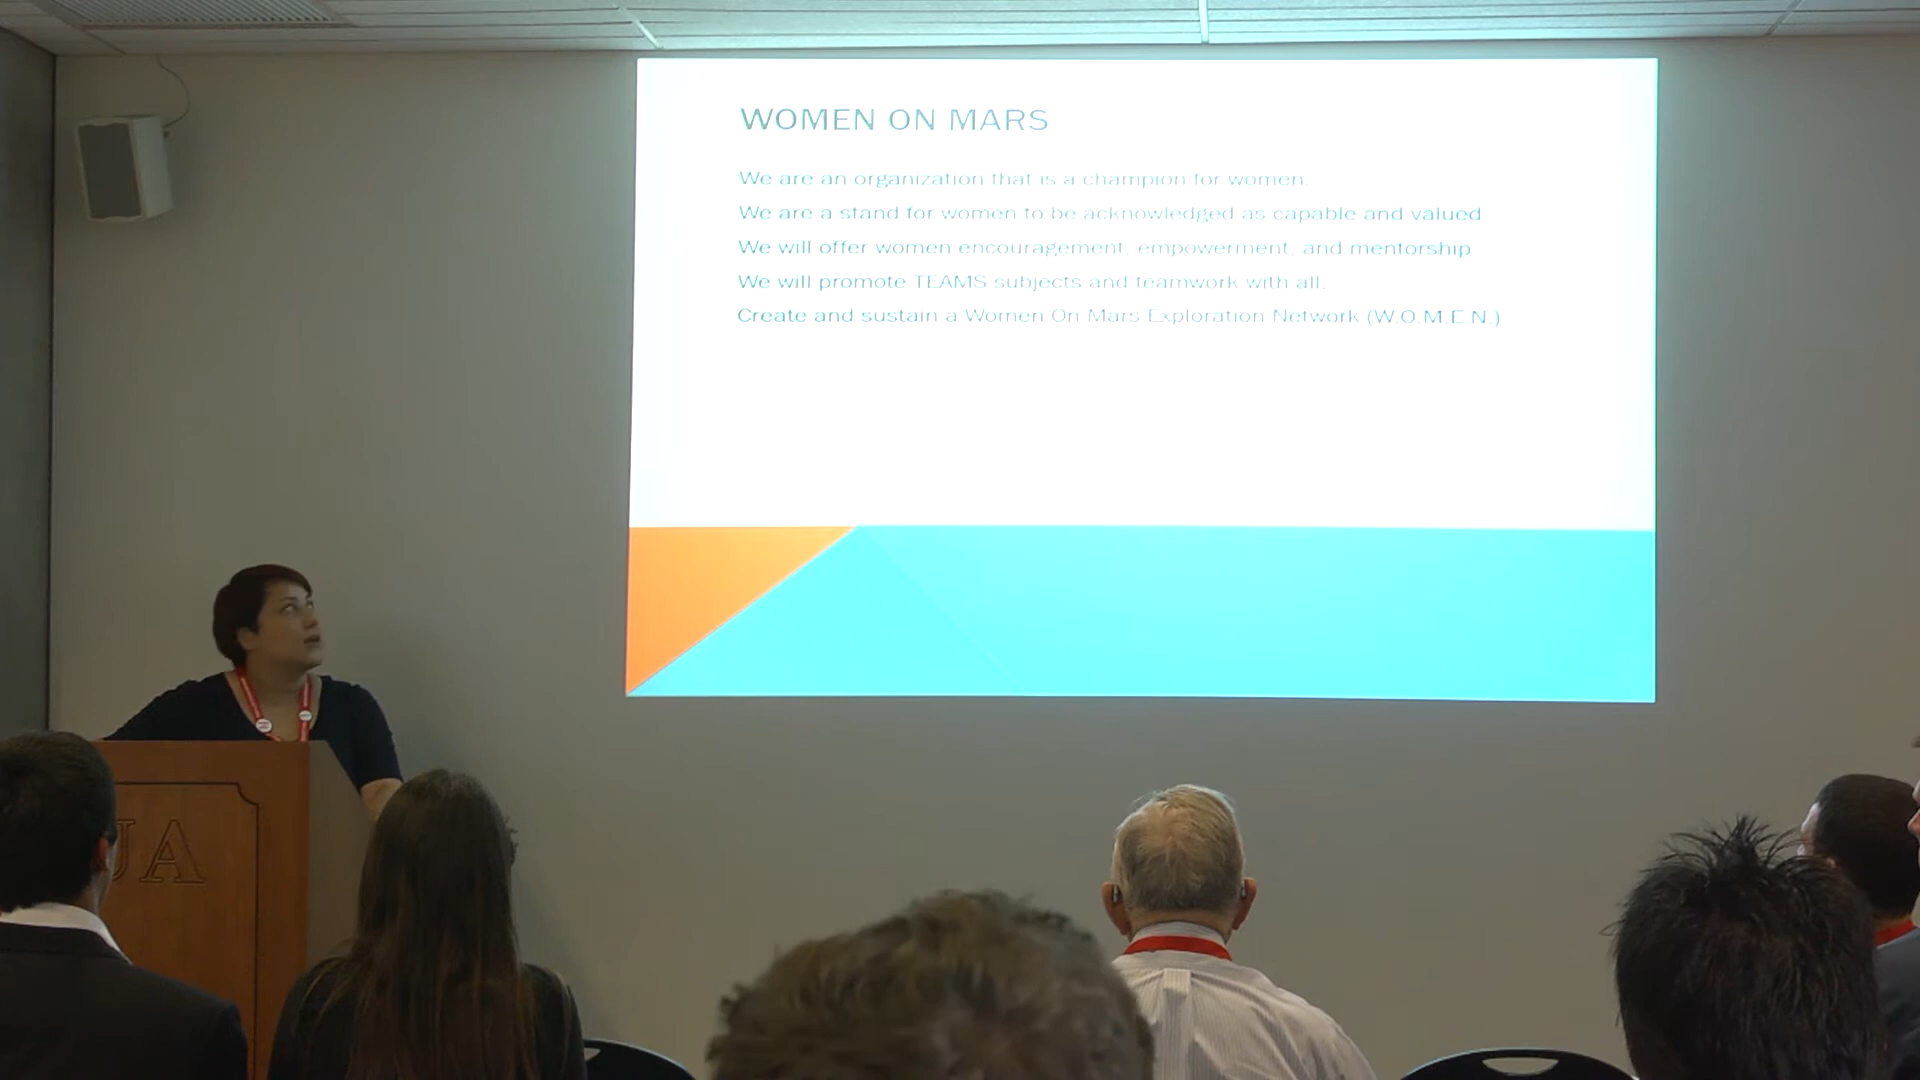 WOMEN ON MARS
We are an organization that is a champion for women.
We are a stand for women to be acknowledged as capable and valued
We will offer women encouragement, empowerment, and mentorship
We will promote TEAMS subjects and teamwork with all.
Create and sustain a Women On Mars Exploration Network (W.O.M.E.N.)
UA